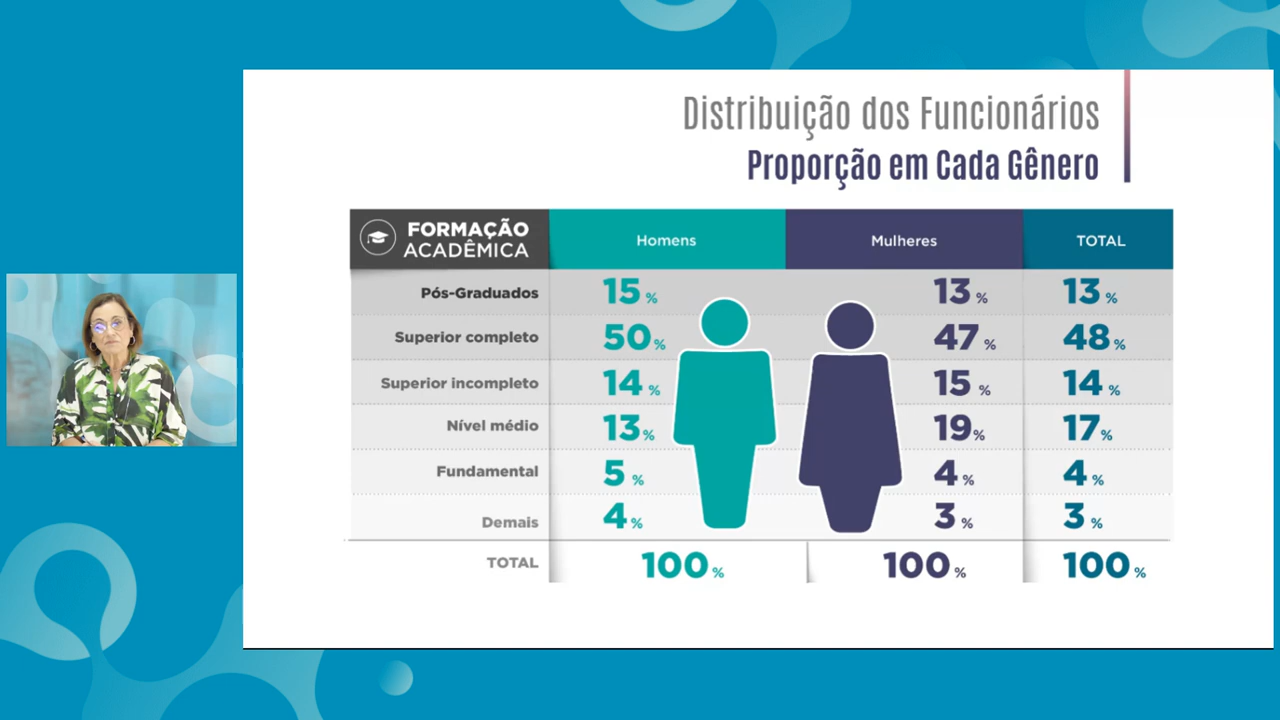 Distribuição dos Funcionários
Proporção em Cada Gênero
FORMAÇÃO
ACADÊMICA
Homens
Mulheres
TOTAL
Pós-Graduados 15 % 13 % 13 %
Superior completo 50 % 47 % 48 %
Superior incompleto 14 % 15 % 14 %
Nível médio 13 % 19 % 17 %
Fundamental 5 % 4 % 4 %
Demais 4 % 3 % 3 %
TOTAL 100 % 100 % 100 %